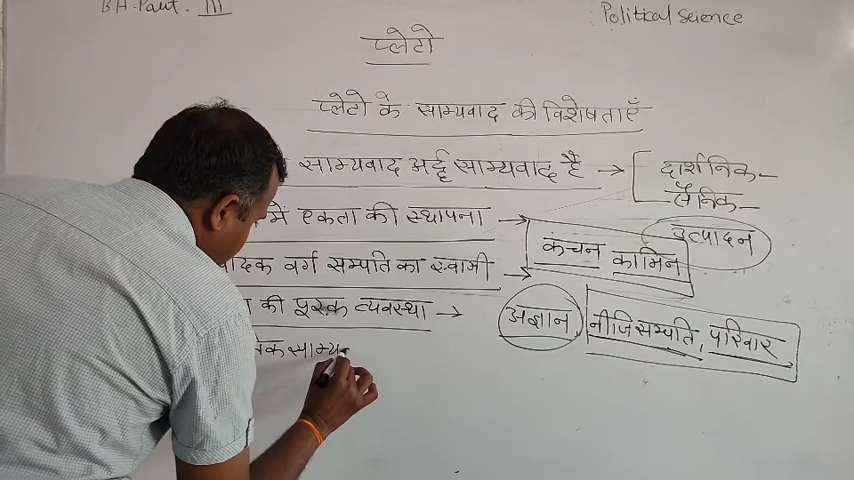 B.A. Part. III
Political Science
प्लेटो
प्लेटो के साम्यवाद की विशेषताएँ
साम्यवाद अर्द्ध साम्यवाद है → दार्शनिक -
सैनिक -
में एकता की स्थापना →
उत्पादन
कंचन कामिनि
वर्ग सम्पति का स्वामी →
की पूरक व्यवस्था →
अज्ञान, नीजि सम्पति, परिवार